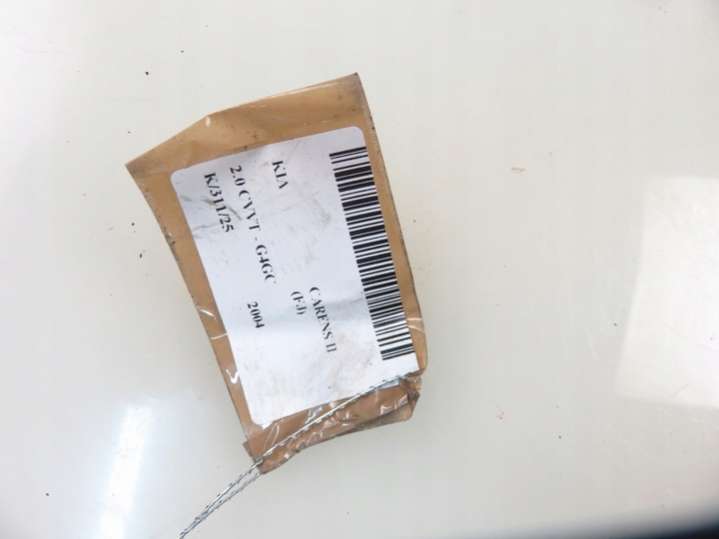 KIA
CARENS II
(FJ)
2.0 CVVT - G4GC
2004
K/311/25